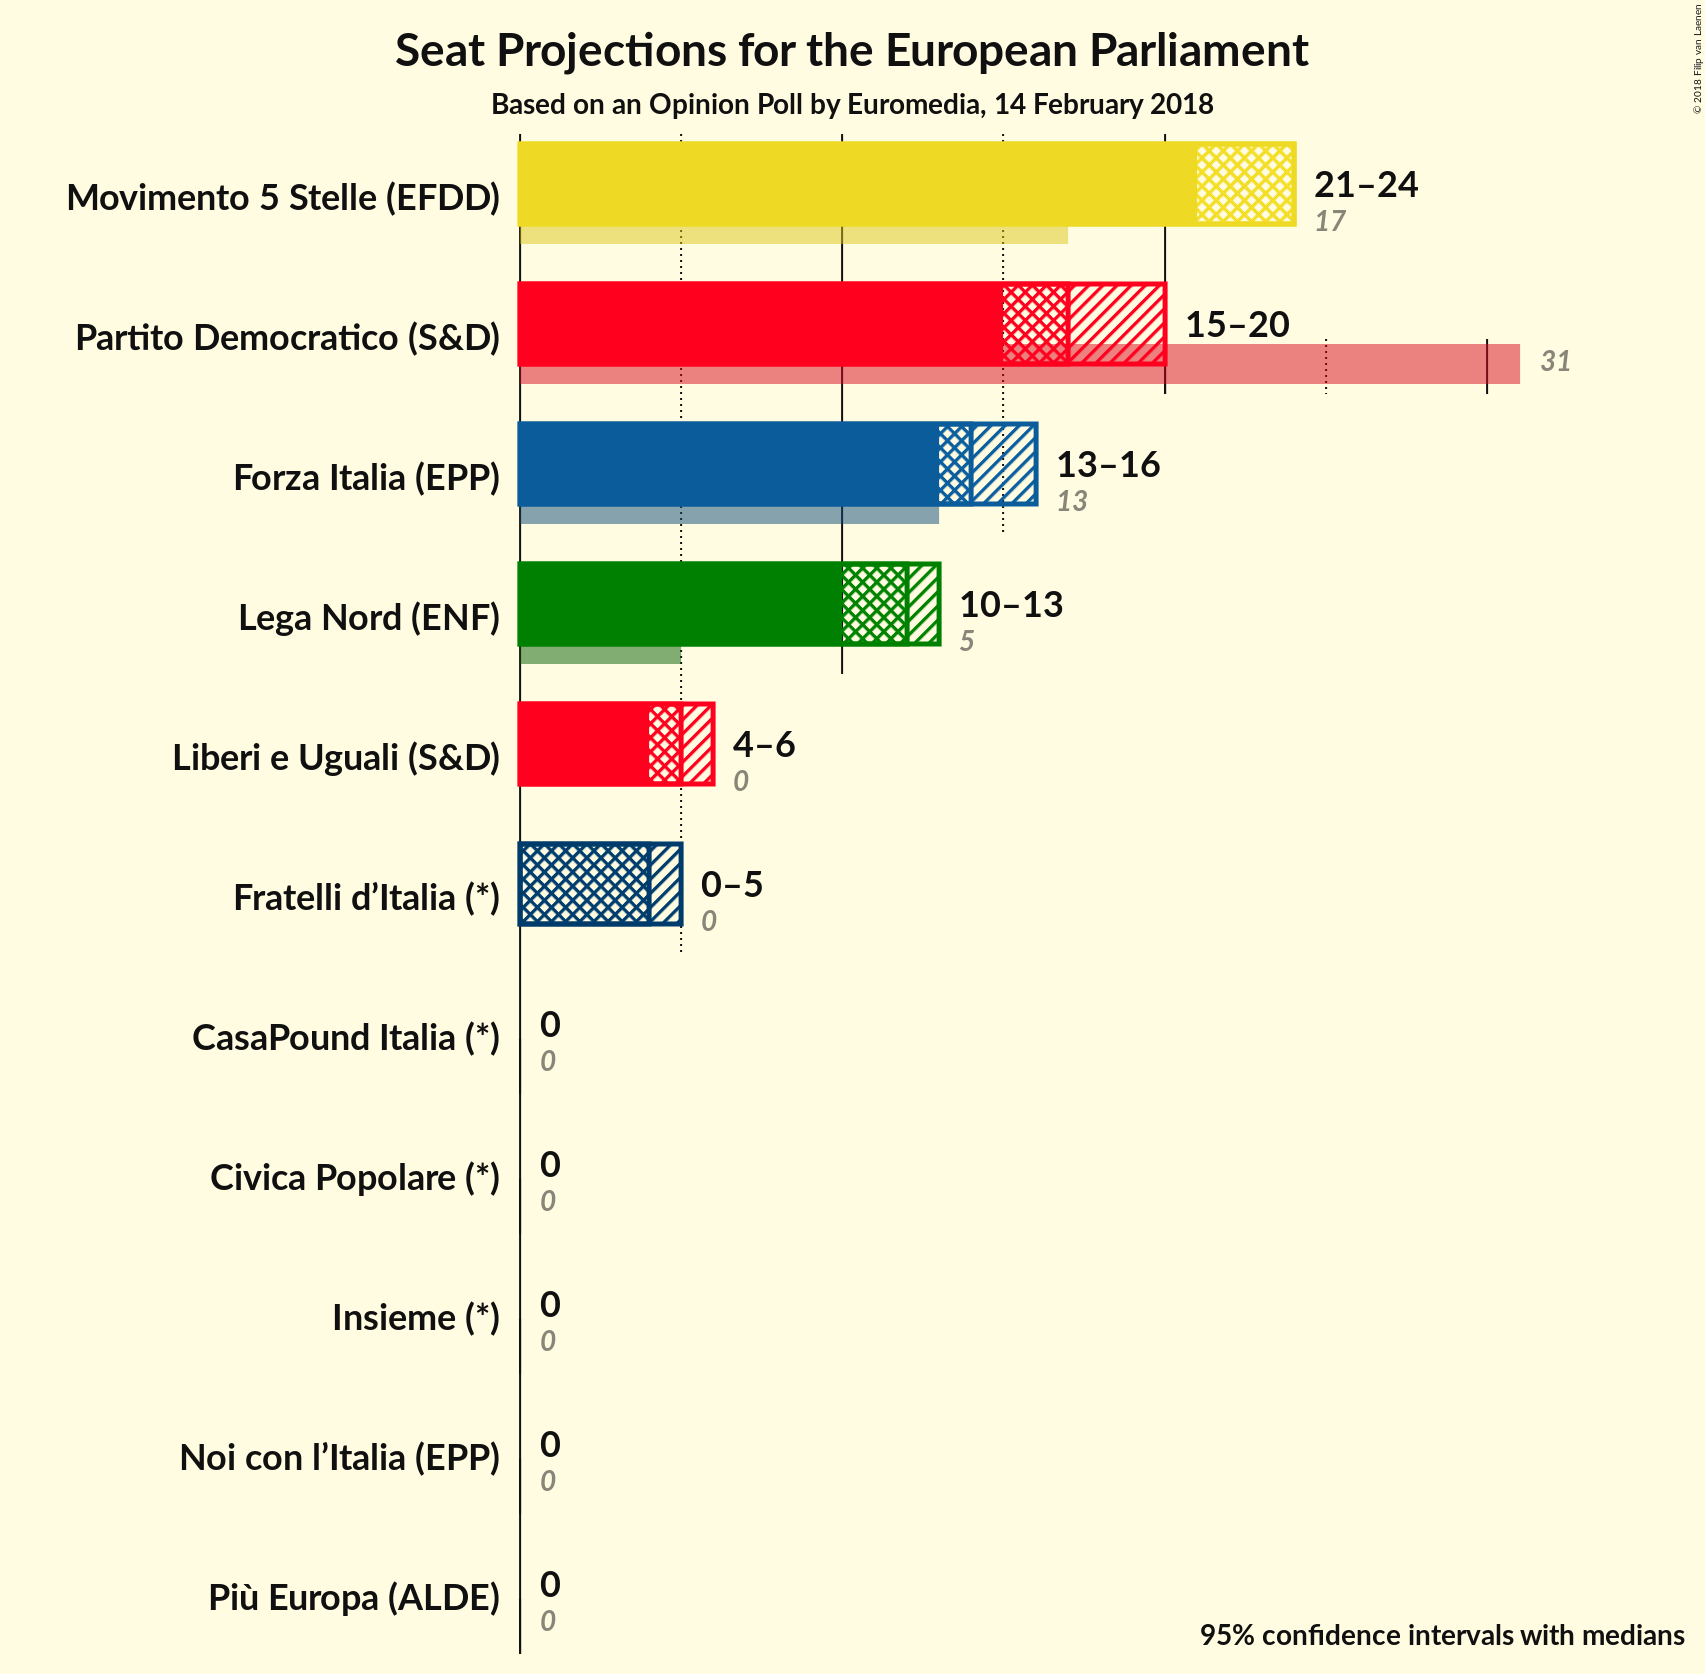 © 2018 Filip van Laenen
Seat Projections for the European Parliament
Based on an Opinion Poll by Euromedia, 14 February 2018
Movimento 5 Stelle (EFDD)
21–24
17
Partito Democratico (S&D)
15–20
31
Forza Italia (EPP)
13–16
13
Lega Nord (ENF)
10–13
5
Liberi e Uguali (S&D)
4–6
0
Fratelli d’Italia (*)
0–5
0
CasaPound Italia (*)
0
0
Civica Popolare (*)
0
0
Insieme (*)
0
0
Noi con l’Italia (EPP)
0
0
Più Europa (ALDE)
0
0
95% confidence intervals with medians